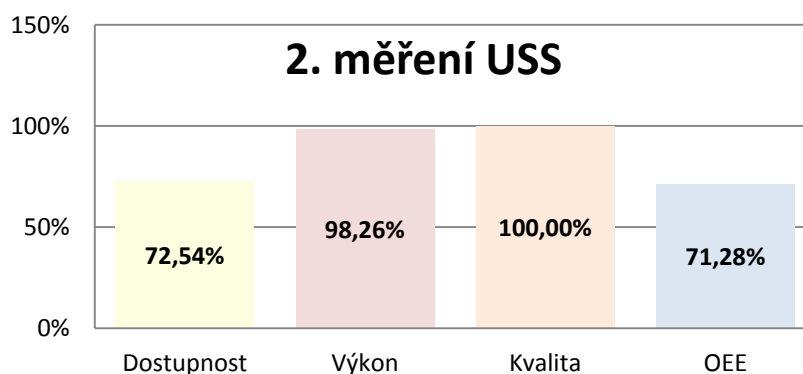 2. měření USS
150%
100%
50%
0%
72,54%
98,26%
100,00%
71,28%
Dostupnost
Výkon
Kvalita
OEE